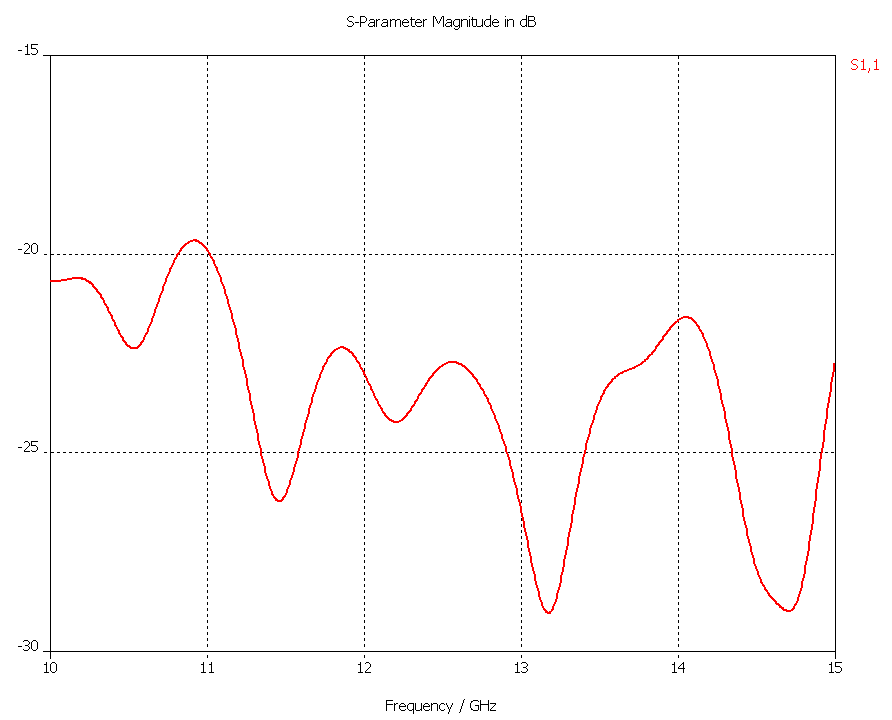 S-Parameter Magnitude in dB
-15
S1,1
-20
-25
-30
10 11 12 13 14 15
Frequency / GHz